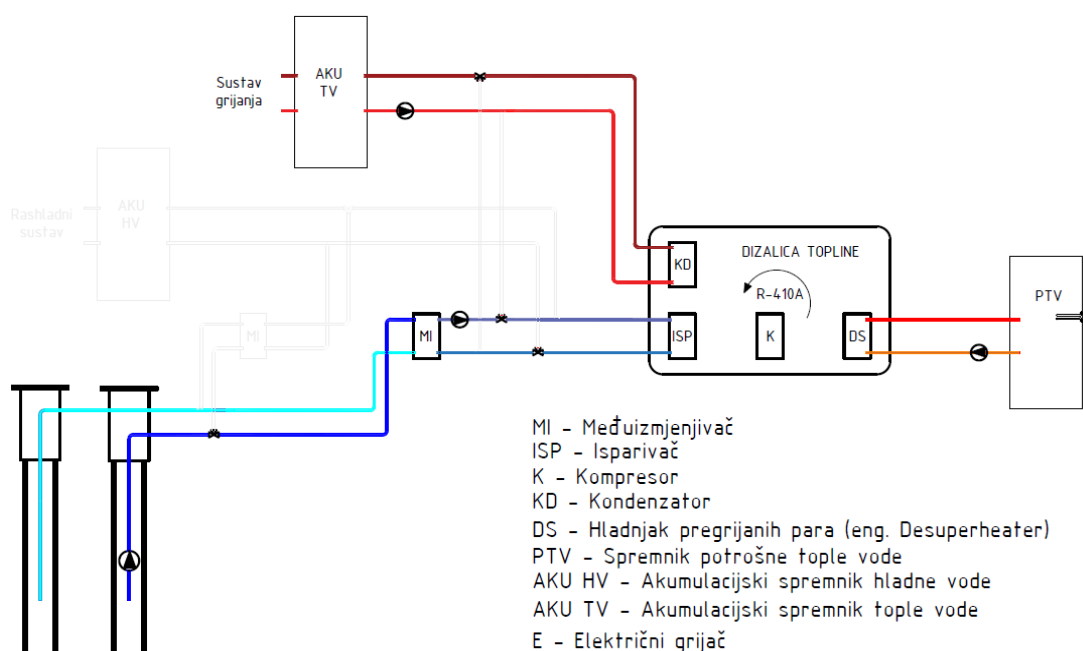 Sustav
grijanja
AKU
TV
Rashladni
sustav
AKU
HV
MI
MI
DIZALICA TOPLINE
KD
R-410A
ISP
K
DS
PTV
MI - Međuizmjenjivač
ISP - Isparivač
K - Kompresor
KD - Kondenzator
DS - Hladnjak pregrijanih para (eng. Desuperheater)
PTV - Spremnik potrošne tople vode
AKU HV - Akumulacijski spremnik hladne vode
AKU TV - Akumulacijski spremnik tople vode
E - Električni grijač